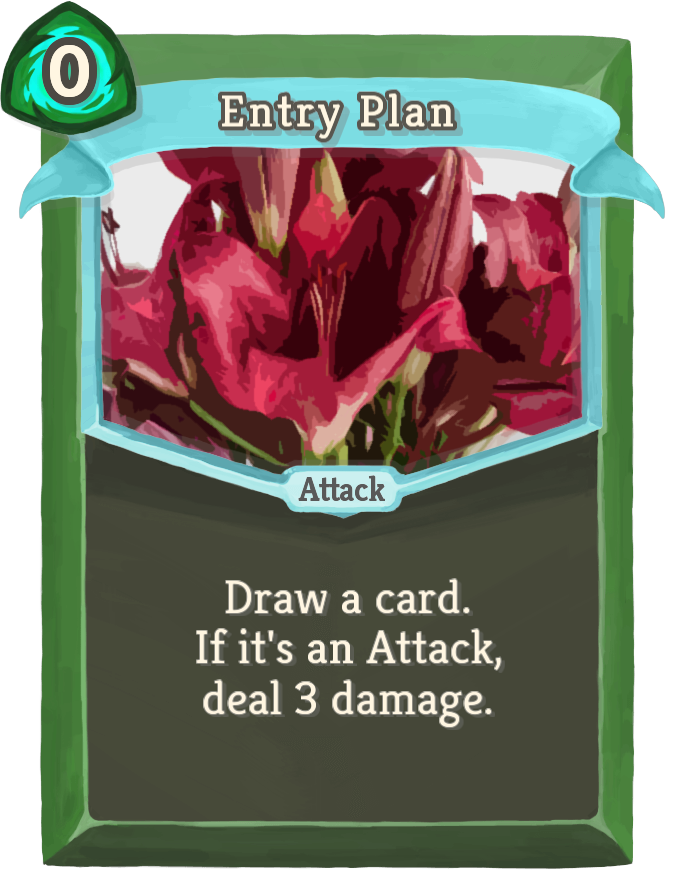 0
Entry Plan
Attack
Draw a card.
If it's an Attack,
deal 3 damage.